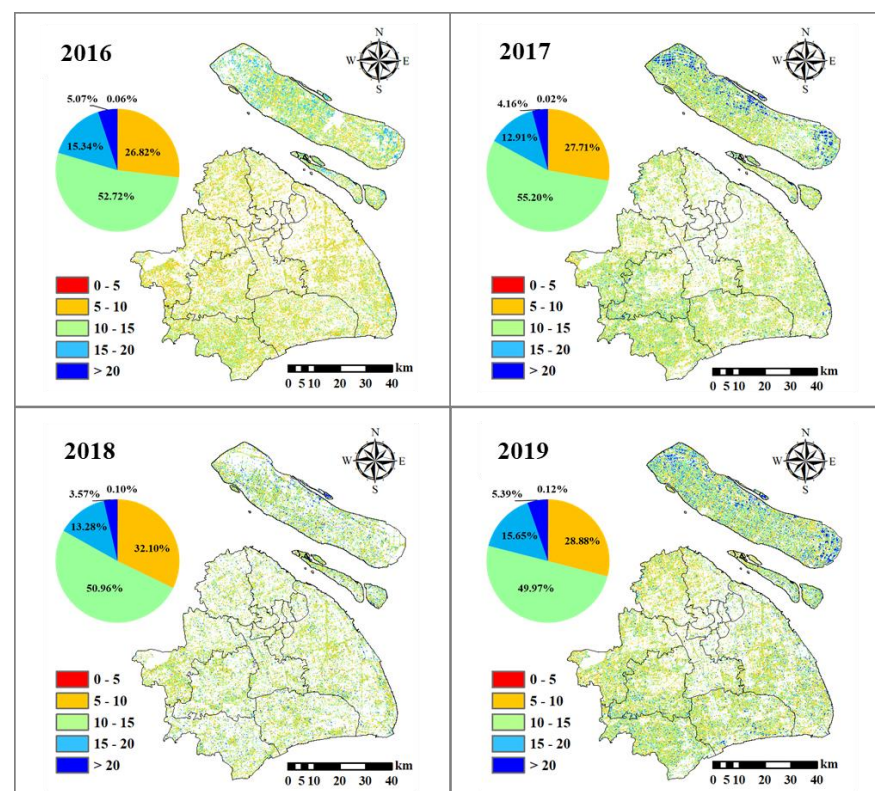 2016
N
W E
S
5.07% 0.06%
15.34% 26.82%
52.72%
0 - 5
5 - 10
10 - 15
15 - 20
> 20
km
0 5 10 20 30 40
2017
N
W E
S
4.16% 0.02%
12.91% 27.71%
55.20%
0 - 5
5 - 10
10 - 15
15 - 20
> 20
km
0 5 10 20 30 40
2018
N
W E
S
3.57% 0.10%
13.28% 32.10%
50.96%
0 - 5
5 - 10
10 - 15
15 - 20
> 20
km
0 5 10 20 30 40
2019
N
W E
S
5.39% 0.12%
15.65% 28.88%
49.97%
0 - 5
5 - 10
10 - 15
15 - 20
> 20
km
0 5 10 20 30 40